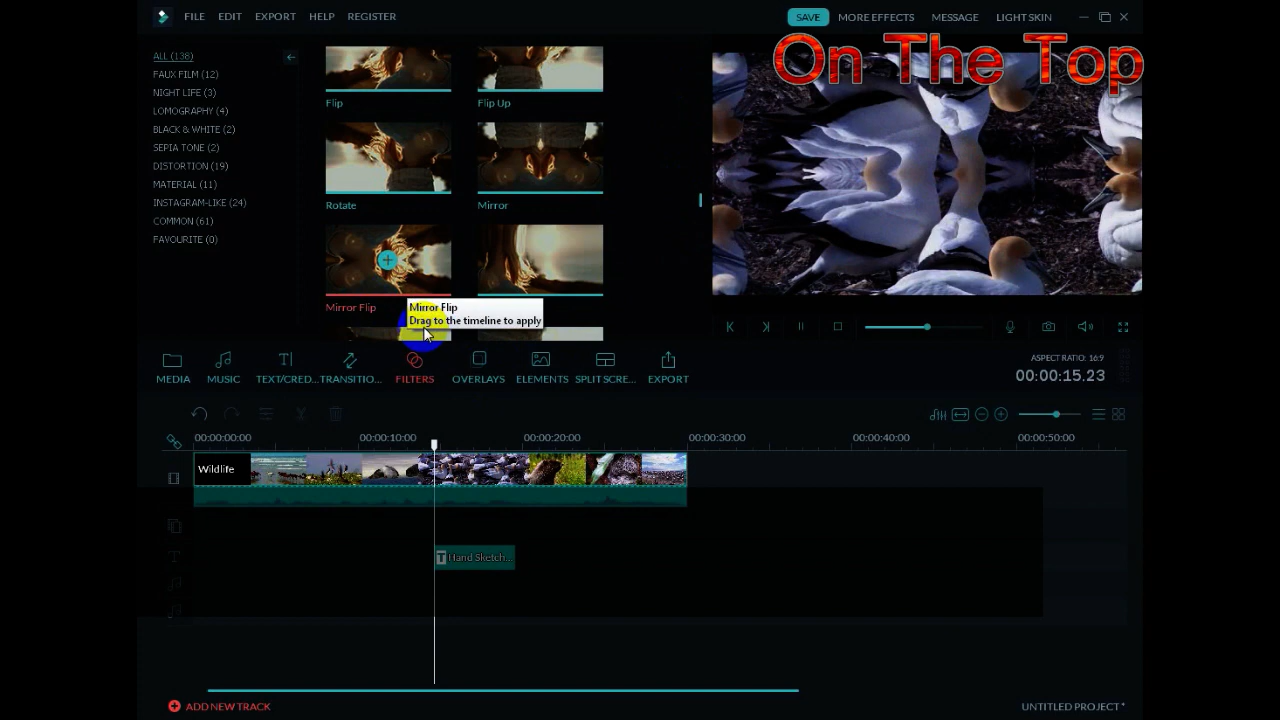 FILE EDIT EXPORT HELP REGISTER SAVE MORE EFFECTS MESSAGE LIGHT SKIN
On The Top
ALL (138)
FAUX FILM (12)
NIGHT LIFE (3)
LOMOGRAPHY (4)
BLACK & WHITE (2)
SEPIA TONE (2)
DISTORTION (19)
MATERIAL (11)
INSTAGRAM-LIKE (24)
COMMON (61)
FAVOURITE (0)
Flip Flip Up
Rotate Mirror
Mirror Flip
Mirror Flip
Drag to the timeline to apply
MEDIA MUSIC TEXT/CRED... TRANSITIO... FILTERS OVERLAYS ELEMENTS SPLIT SCRE... EXPORT
ASPECT RATIO: 16:9
00:00:15.23
00:00:00:00 00:00:10:00 00:00:20:00 00:00:30:00 00:00:40:00 00:00:50:00
Wildlife
T Hand Sketch...
ADD NEW TRACK
UNTITLED PROJECT *